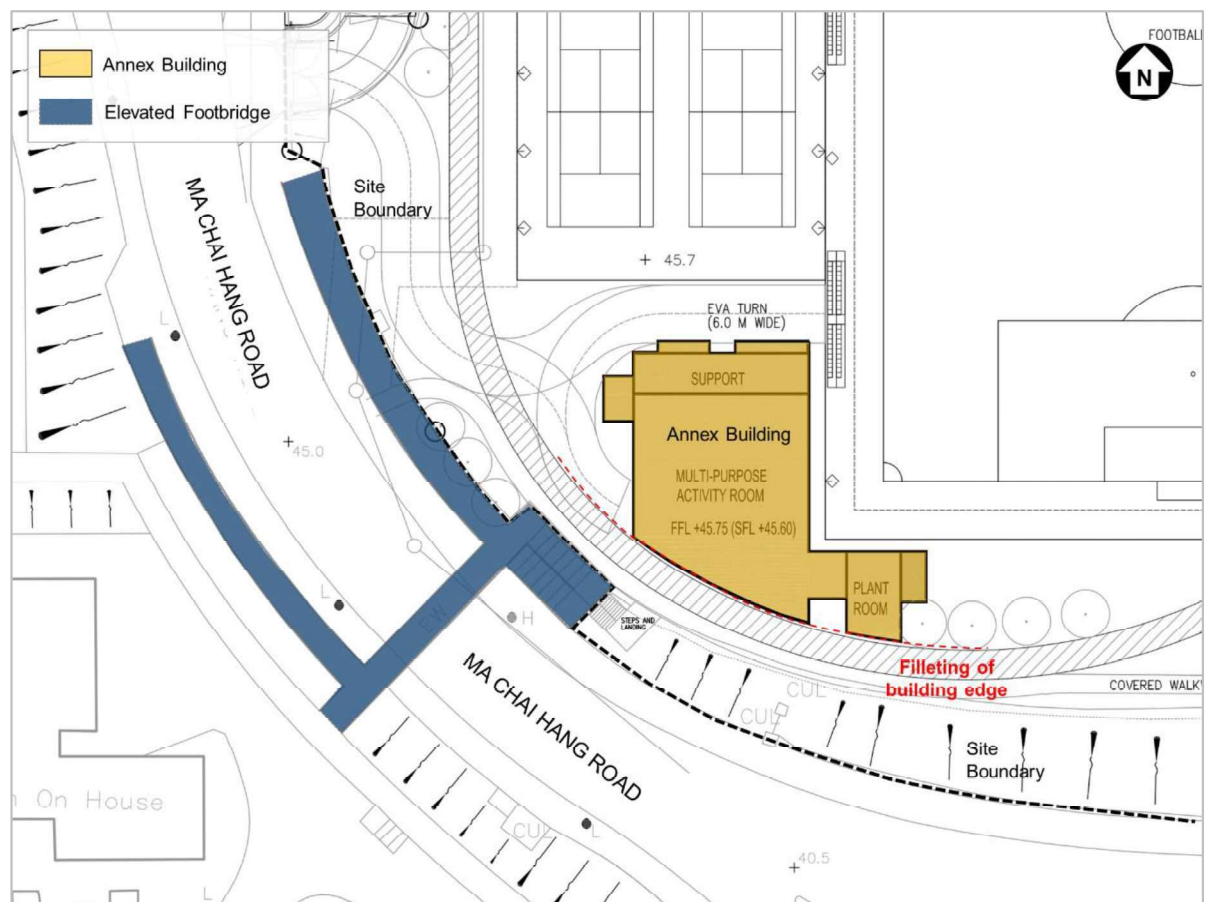 Annex Building
Elevated Footbridge
FOOTBALL
N
MA CHAI HANG ROAD
Site
Boundary
45.7
EVA TURN
(6.0 M WIDE)
L
SUPPORT
Annex Building
MULTI-PURPOSE
ACTIVITY ROOM
FFL +45.75 (SFL +45.60)
45.0
PLANT
ROOM
L
H
STEPS AND
LANDING
MA CHAI HANG ROAD
Filleting of
building edge
COVERED WALK
CUL
CUL
Site
Boundary
On House
CUL
L
40.5
L